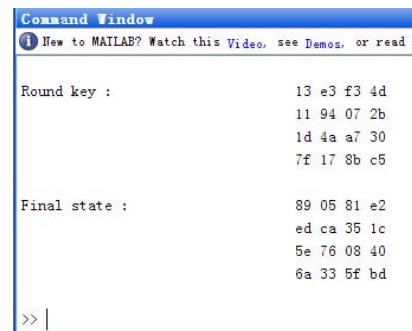 Command Window
New to MATLAB? Watch this Video, see Demos, or read
Round key : 13 e3 f3 4d
11 94 07 2b
1d 4a a7 30
7f 17 8b c5
Final state : 89 05 81 e2
ed ca 35 1c
5e 76 08 40
6a 33 5f bd
>>